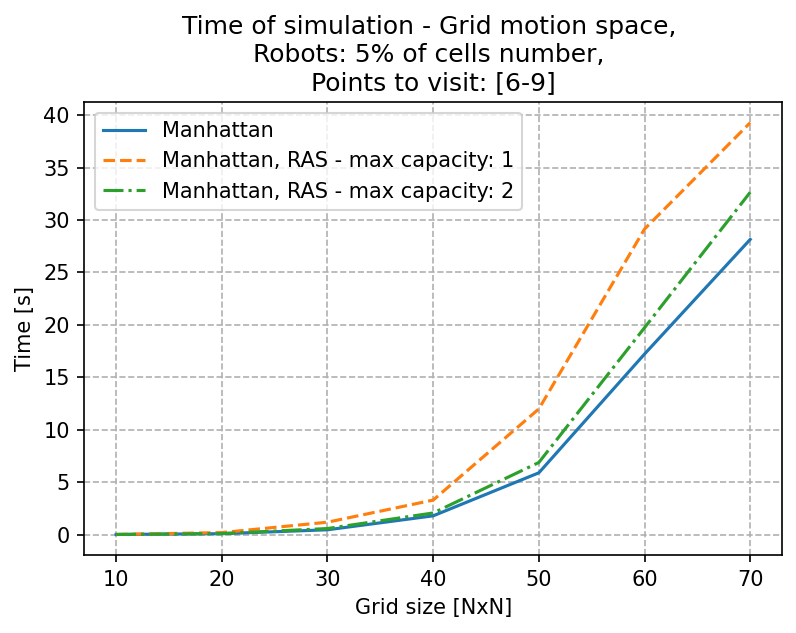 Time of simulation - Grid motion space,
Robots: 5% of cells number,
Points to visit: [6-9]
Manhattan
Manhattan, RAS - max capacity: 1
Manhattan, RAS - max capacity: 2
Time [s]
40
35
30
25
20
15
10
5
0
10 20 30 40 50 60 70
Grid size [NxN]